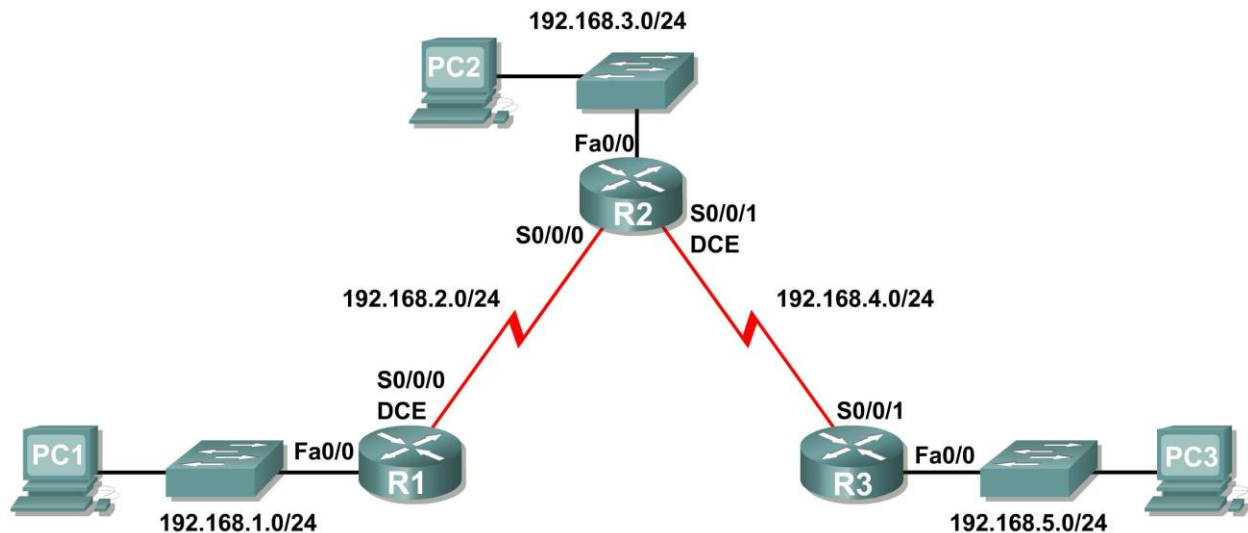 192.168.3.0/24
PC2
Fa0/0
R2
S0/0/0
S0/0/1
DCE
192.168.2.0/24
192.168.4.0/24
S0/0/0
DCE
S0/0/1
PC1
Fa0/0
R1
R3
Fa0/0
PC3
192.168.1.0/24
192.168.5.0/24